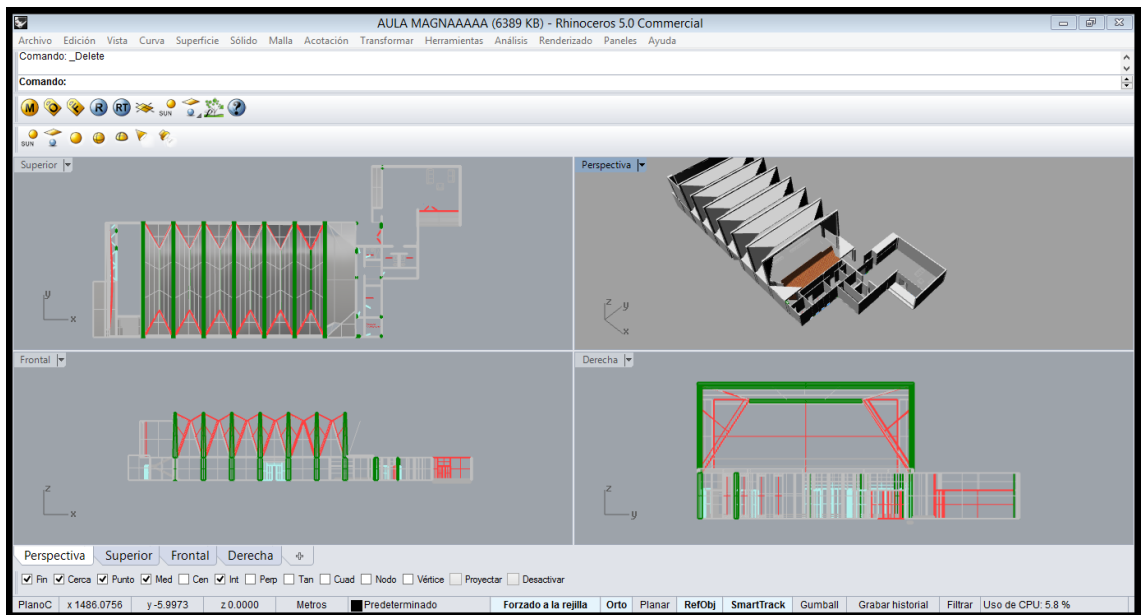 AULA MAGNAAAAA (6389 KB) - Rhinoceros 5.0 Commercial
Archivo Edición Vista Curva Superficie Sólido Malla Acotación Transformar Herramientas Análisis Renderizado Paneles Ayuda
Comando: _Delete
Comando:
M O R RT SUN ?
SUN
Superior
Perspectiva
y
x
z y
x
Frontal
Derecha
z
x
z
y
Perspectiva Superior Frontal Derecha
Fin Cerca Punto Med Cen Int Perp Tan Cuad Nodo Vértice Proyectar Desactivar
PlanoC x 1486.0756 y -5.9973 z 0.0000 Metros Predeterminado Forzado a la rejilla Orto Planar RefObj SmartTrack Gumball Grabar historial Filtrar Uso de CPU: 5.8 %